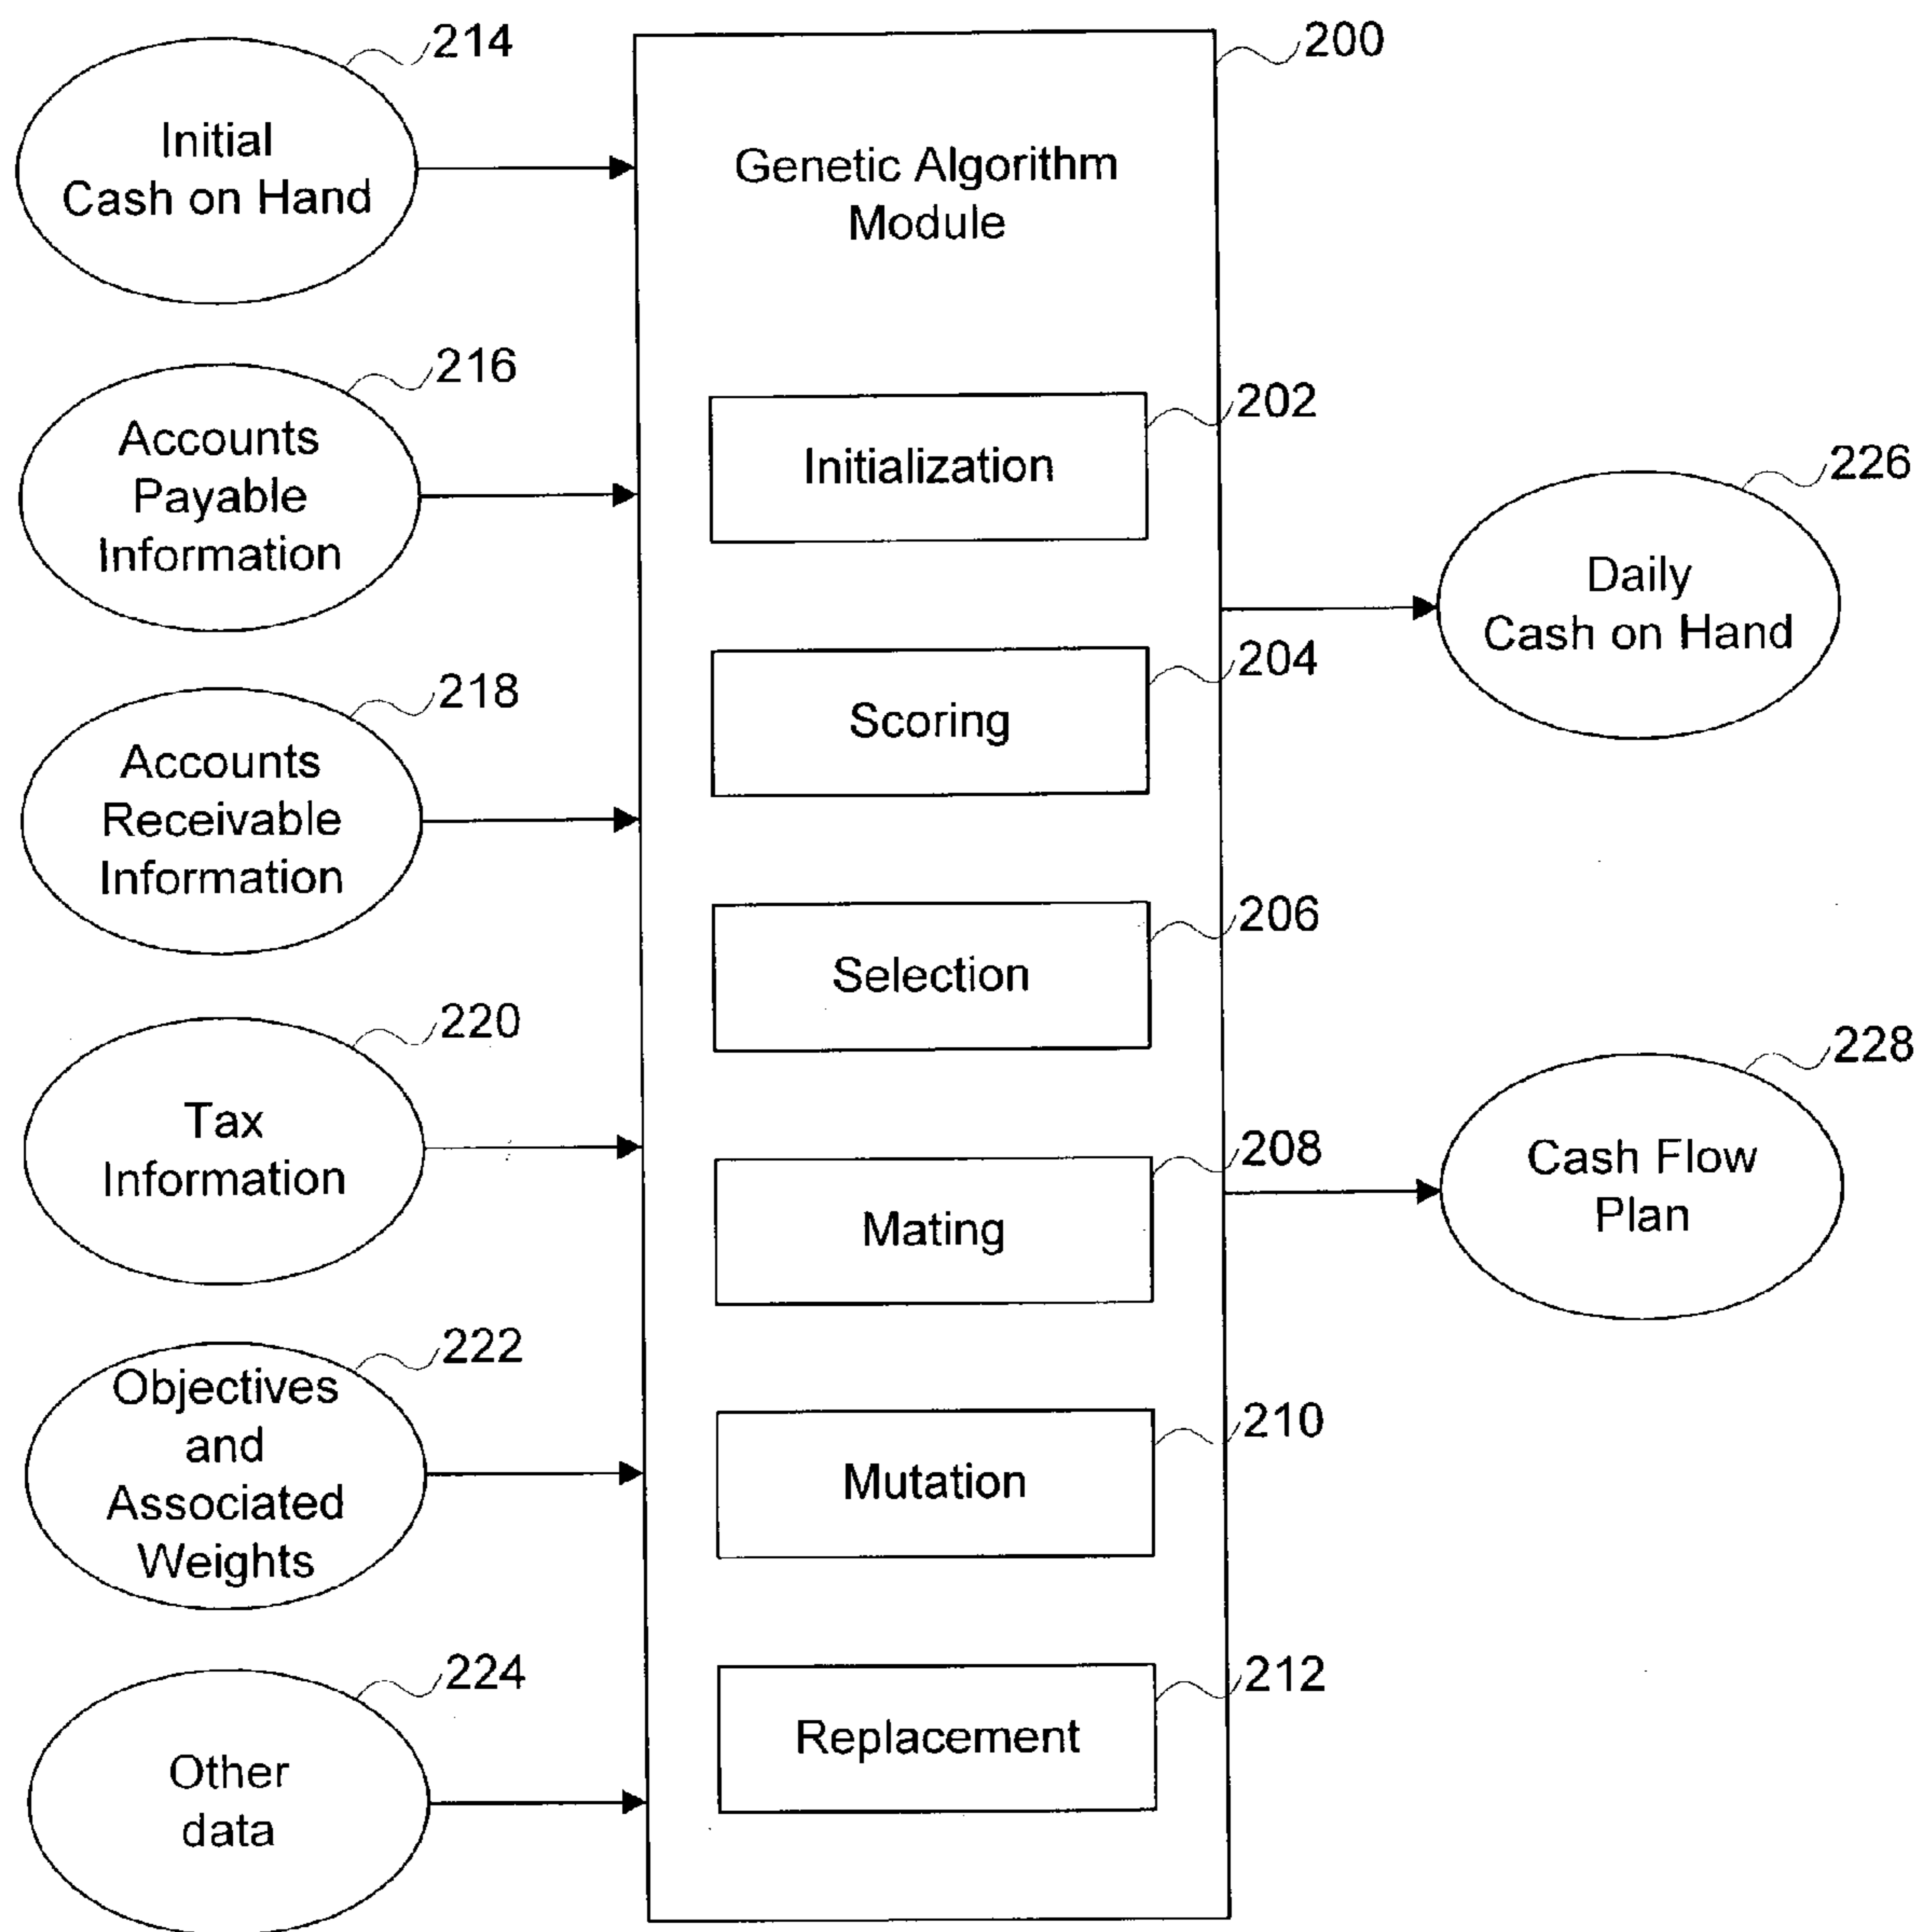 214
Initial
Cash on Hand
216
Accounts
Payable
Information
218
Accounts
Receivable
Information
220
Tax
Information
222
Objectives
and
Associated
Weights
224
Other
data
200
Genetic Algorithm
Module
202
Initialization
204
Scoring
206
Selection
208
Mating
210
Mutation
212
Replacement
226
Daily
Cash on Hand
228
Cash Flow
Plan